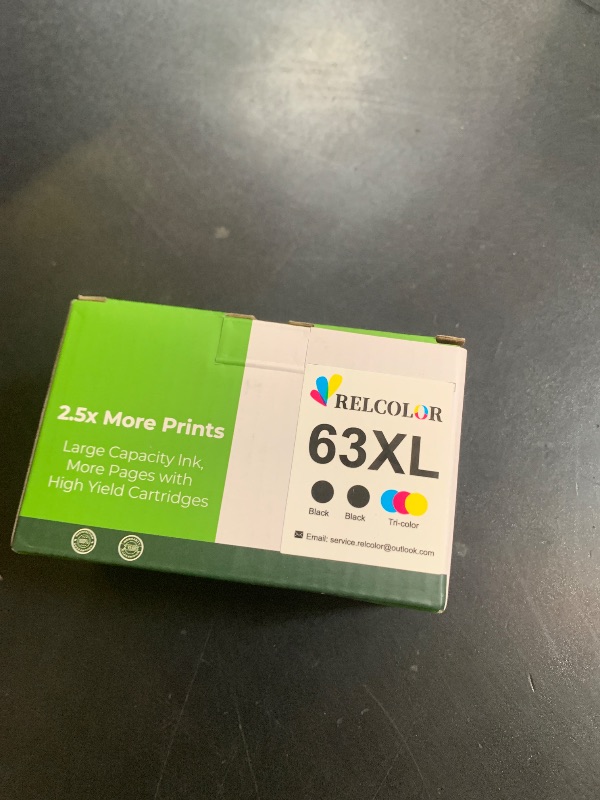 2.5x More Prints
Large Capacity Ink,
More Pages with
High Yield Cartridges
RELCOLOR
63XL
Black
Black
Tri-color
Email: service.relcolor@outlook.com